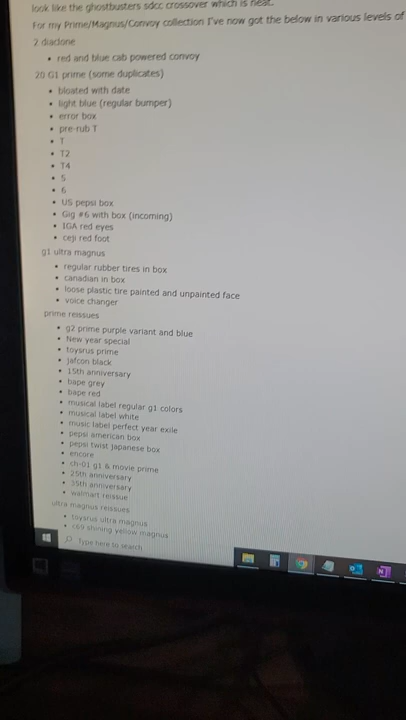 look like the ghostbusters sdcc crossover which is neat.
For my Prime/Magnus/Convoy collection I've now got the below in various levels of
2 diaclone
• red and blue cab powered convoy
20 G1 prime (some duplicates)
• bloated with date
• light blue (regular bumper)
• error box
• pre-rub T
• T
• T2
• T4
• 5
• 6
• US pepsi box
• Gig #6 with box (incoming)
• IGA red eyes
• ceji red foot
g1 ultra magnus
• regular rubber tires in box
• canadian in box
• loose plastic tire painted and unpainted face
• voice changer
prime reissues
• g2 prime purple variant and blue
• New year special
• toysrus prime
• jafcon black
• 15th anniversary
• bape grey
• bape red
• musical label regular g1 colors
• musical label white
• music label perfect year exile
• pepsi american box
• pepsi twist japanese box
• encore
• ch-01 g1 & movie prime
• 25th anniversary
• 35th anniversary
• walmart reissue
ultra magnus reissues
• toysrus ultra magnus
• c69 shining yellow magnus
Type here to search